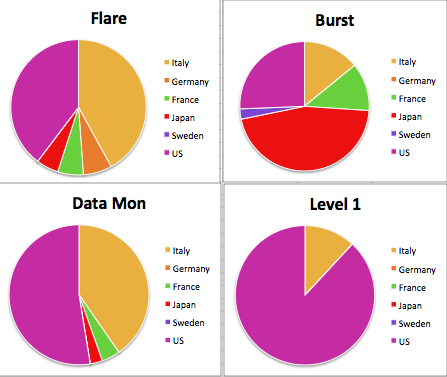 Flare
Italy
Germany
France
Japan
Sweden
US
Burst
Italy
Germany
France
Japan
Sweden
US
Data Mon
Italy
Germany
France
Japan
Sweden
US
Level 1
Italy
Germany
France
Japan
Sweden
US